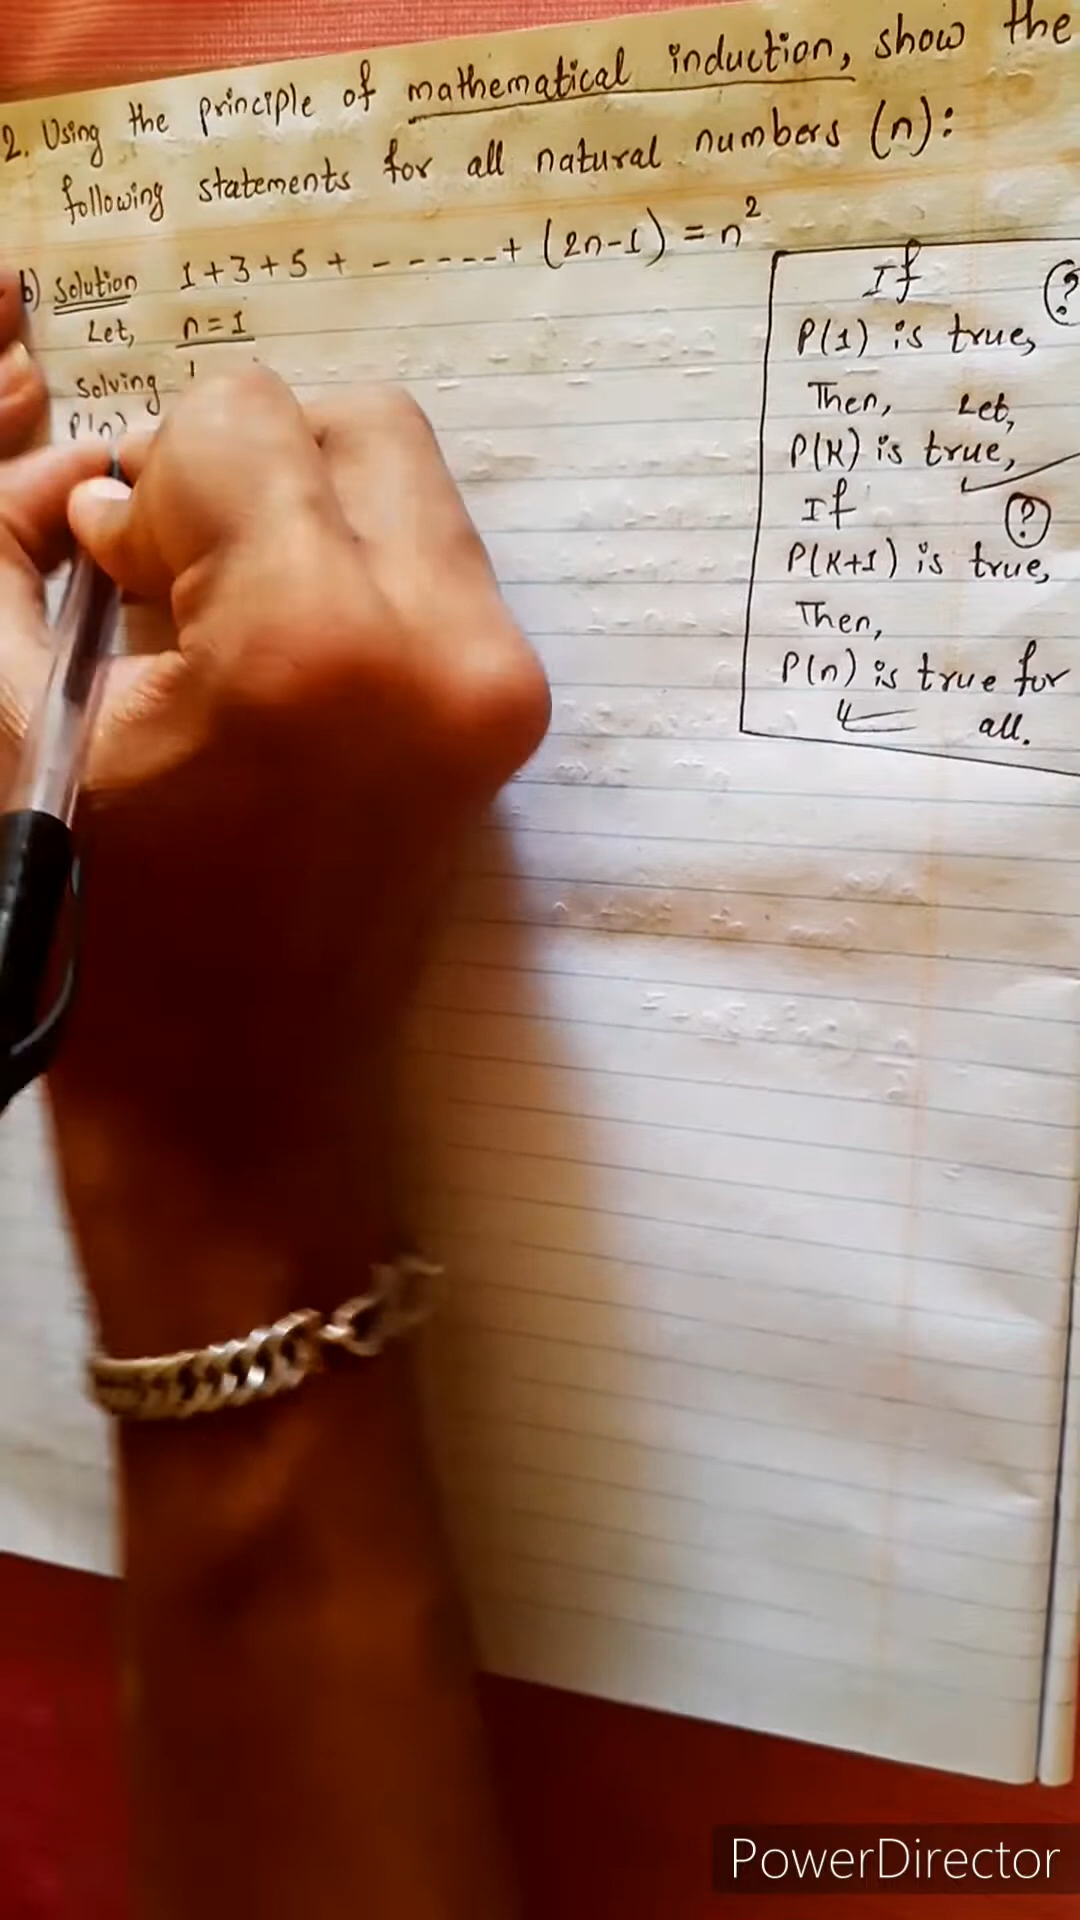 2. Using the principle of mathematical induction, show the
following statements for all natural numbers (n):
b) Solution 1+3+5 + ------+ (2n-1) = n²
Let, n = 1
Solving
P(n)
If ?
P(1) is true,
Then, Let,
P(K) is true,
If ?
P(K+1) is true,
Then,
P(n) is true for
all.
PowerDirector